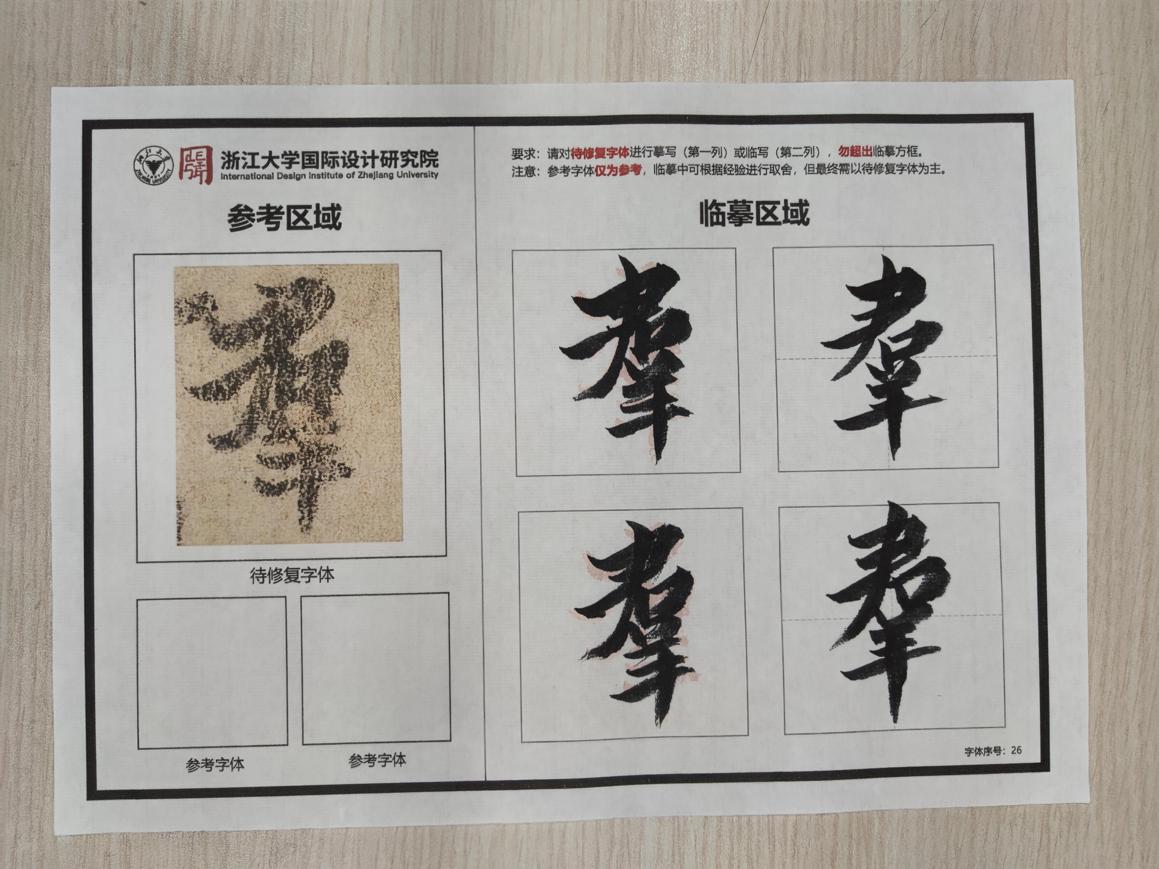 浙江大学国际设计研究院
International Design Institute of Zhejiang University
参考区域
羣
待修复字体
参考字体
参考字体
要求：请对待修复字体进行摹写（第一列）或临写（第二列），勿超出临摹方框。
注意：参考字体仅为参考，临摹中可根据经验进行取舍，但最终需以待修复字体为主。
临摹区域
羣 羣
羣 羣
字体序号：26